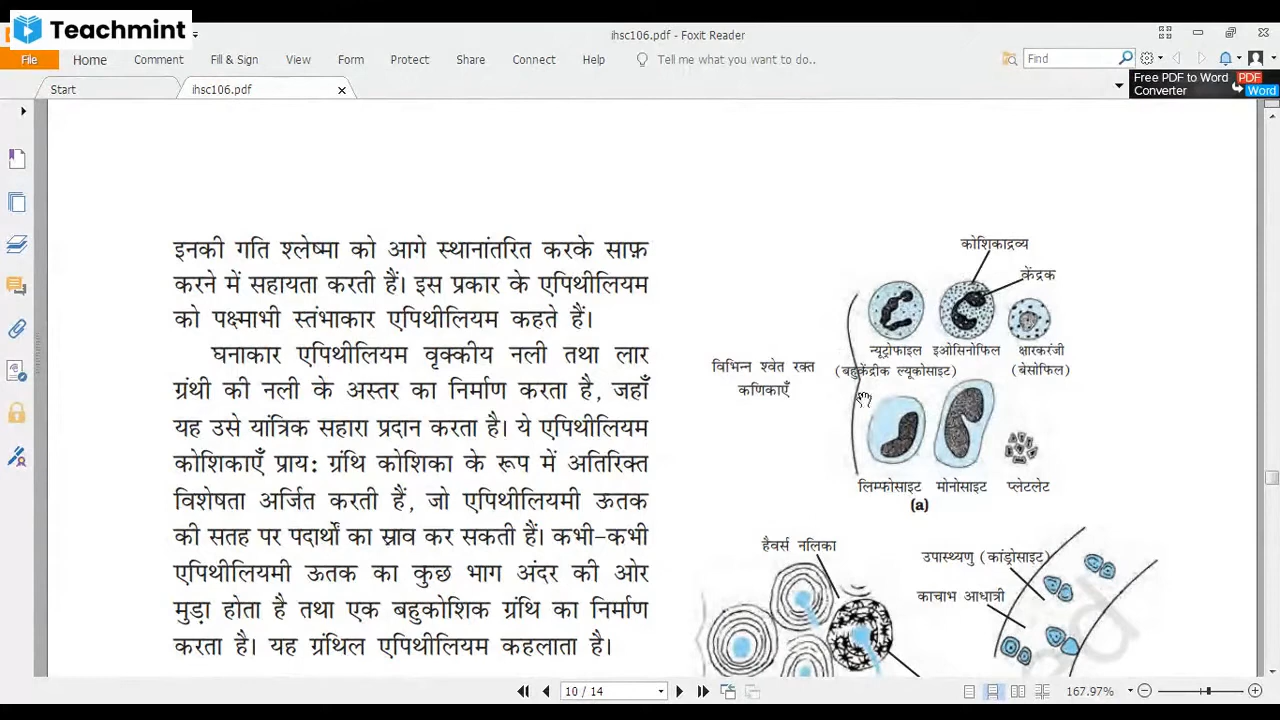 Teachmint
ihsc106.pdf - Foxit Reader
File Home Comment Fill & Sign View Form Protect Share Connect Help Tell me what you want to do.. Find
Start ihsc106.pdf
Free PDF to Word
Converter
PDF
Word
इनकी गति श्लेष्मा को आगे स्थानांतरित करके साफ़
करने में सहायता करती हैं। इस प्रकार के एपिथीलियम
को पक्ष्माभी स्तंभाकार एपिथीलियम कहते हैं।
घनाकार एपिथीलियम वृक्कीय नली तथा लार
ग्रंथी की नली के अस्तर का निर्माण करता है, जहाँ
यह उसे यांत्रिक सहारा प्रदान करता है। ये एपिथीलियम
कोशिकाएँ प्राय: ग्रंथि कोशिका के रूप में अतिरिक्त
विशेषता अर्जित करती हैं, जो एपिथीलियमी ऊतक
की सतह पर पदार्थों का स्राव कर सकती हैं। कभी-कभी
एपिथीलियमी ऊतक का कुछ भाग अंदर की ओर
मुड़ा होता है तथा एक बहुकोशिक ग्रंथि का निर्माण
करता है। यह ग्रंथिल एपिथीलियम कहलाता है।
कोशिकाद्रव्य
केंद्रक
न्यूट्रोफाइल इओसिनोफिल क्षारकरंजी
(बहुकेंद्रीक ल्यूकोसाइट) (बेसोफिल)
विभिन्न श्वेत रक्त
कणिकाएँ
लिम्फोसाइट मोनोसाइट प्लेटलेट
(a)
हैवर्स नलिका
उपास्थ्यणु (कांड्रोसाइट)
काचाभ आधात्री
10 / 14
167.97%